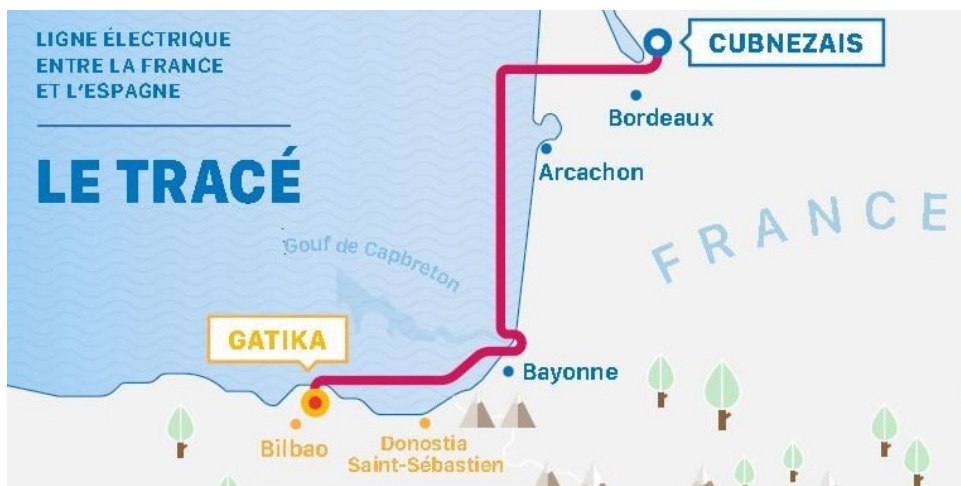 LIGNE ÉLECTRIQUE
ENTRE LA FRANCE
ET L'ESPAGNE
LE TRACÉ
CUBNEZAIS
Bordeaux
Arcachon
FRANCE
Gouf de Capbreton
GATIKA
Bayonne
Bilbao
Donostia
Saint-Sébastien